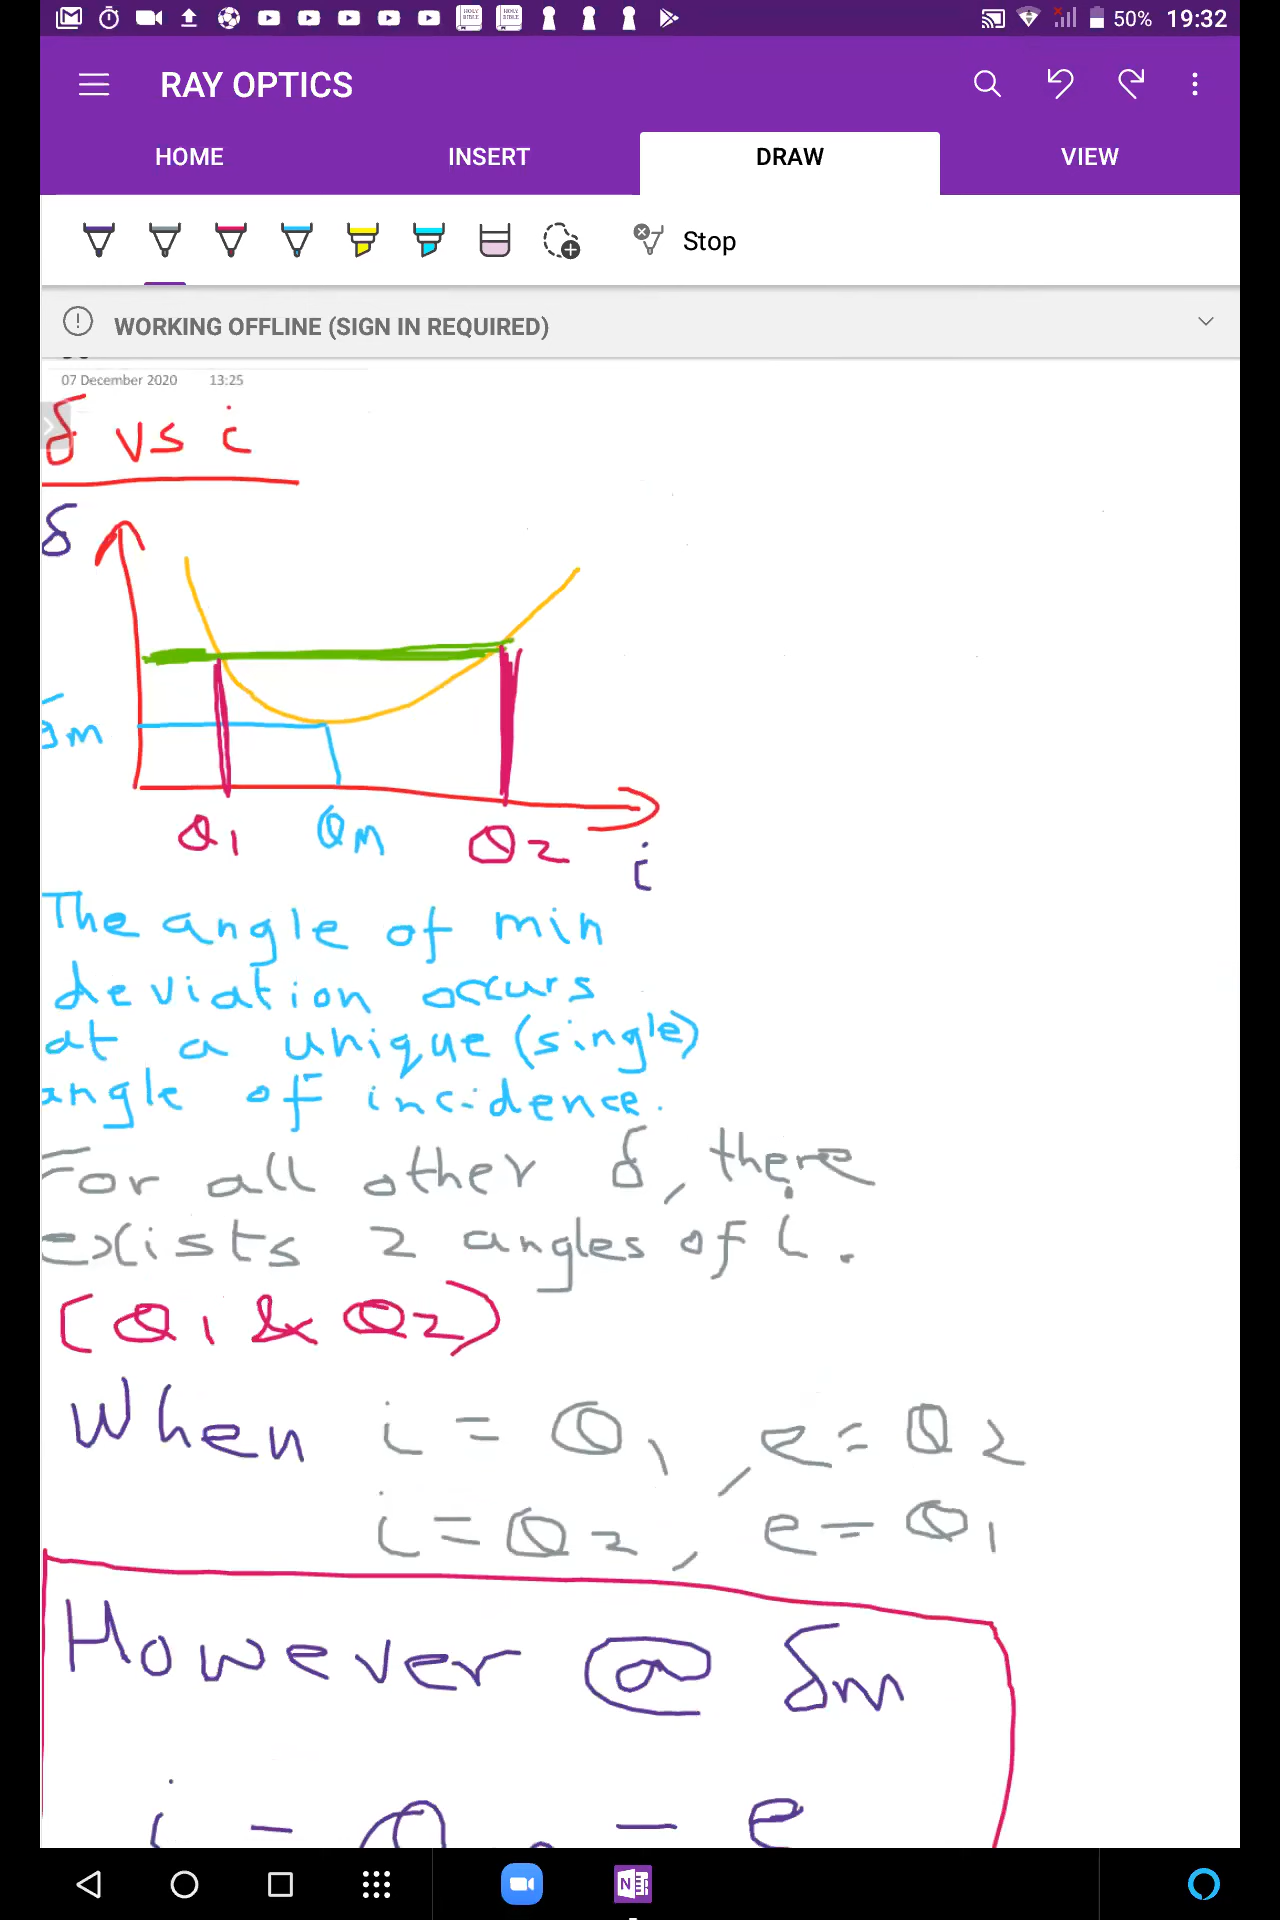 50% 19:32
RAY OPTICS
HOME INSERT DRAW VIEW
Stop
WORKING OFFLINE (SIGN IN REQUIRED)
07 December 2020 13:25
δ vs i
δ
δm
θ1 θm θ2
i
The angle of min
deviation occurs
at a unique (single)
angle of incidence.
For all other δ, there
exists 2 angles of i.
(θ1 & θ2)
When i = θ1, e = θ2
i = θ2, e = θ1
However @ δm